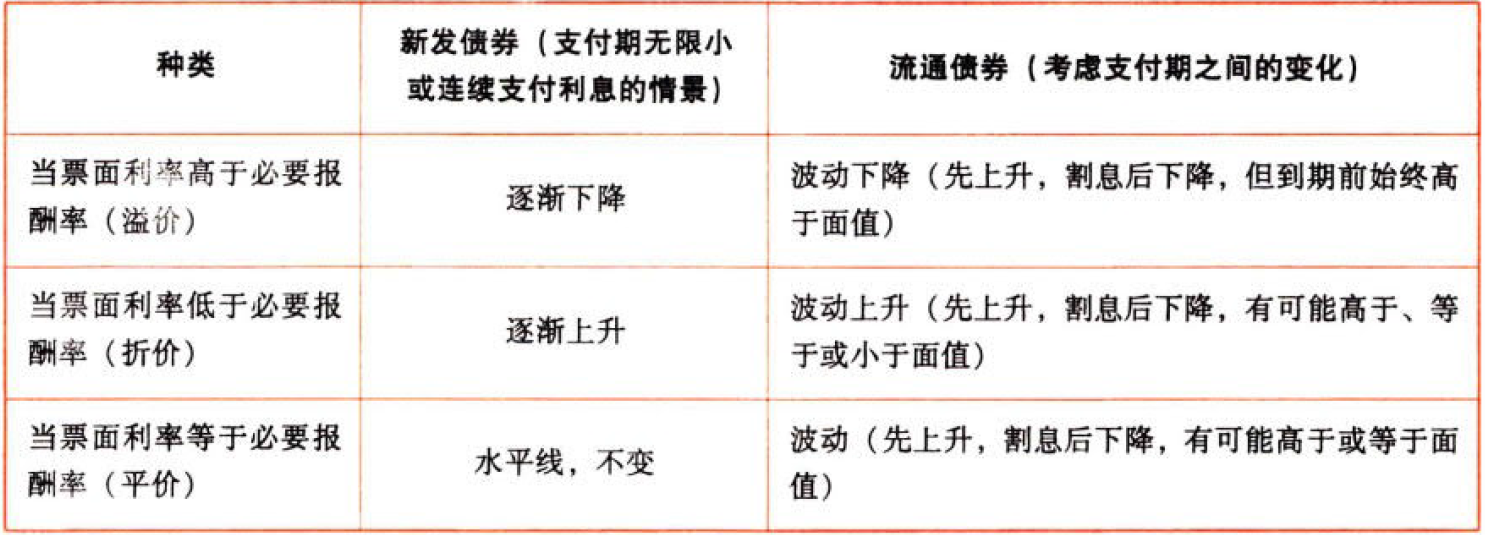 种类
新发债券（支付期无限小
或连续支付利息的情景）
流通债券（考虑支付期之间的变化）
当票面利率高于必要报
酬率（溢价）
逐渐下降
波动下降（先上升，割息后下降，但到期前始终高
于面值）
当票面利率低于必要报
酬率（折价）
逐渐上升
波动上升（先上升，割息后下降，有可能高于、等
于或小于面值）
当票面利率等于必要报
酬率（平价）
水平线，不变
波动（先上升，割息后下降，有可能高于或等于面
值）